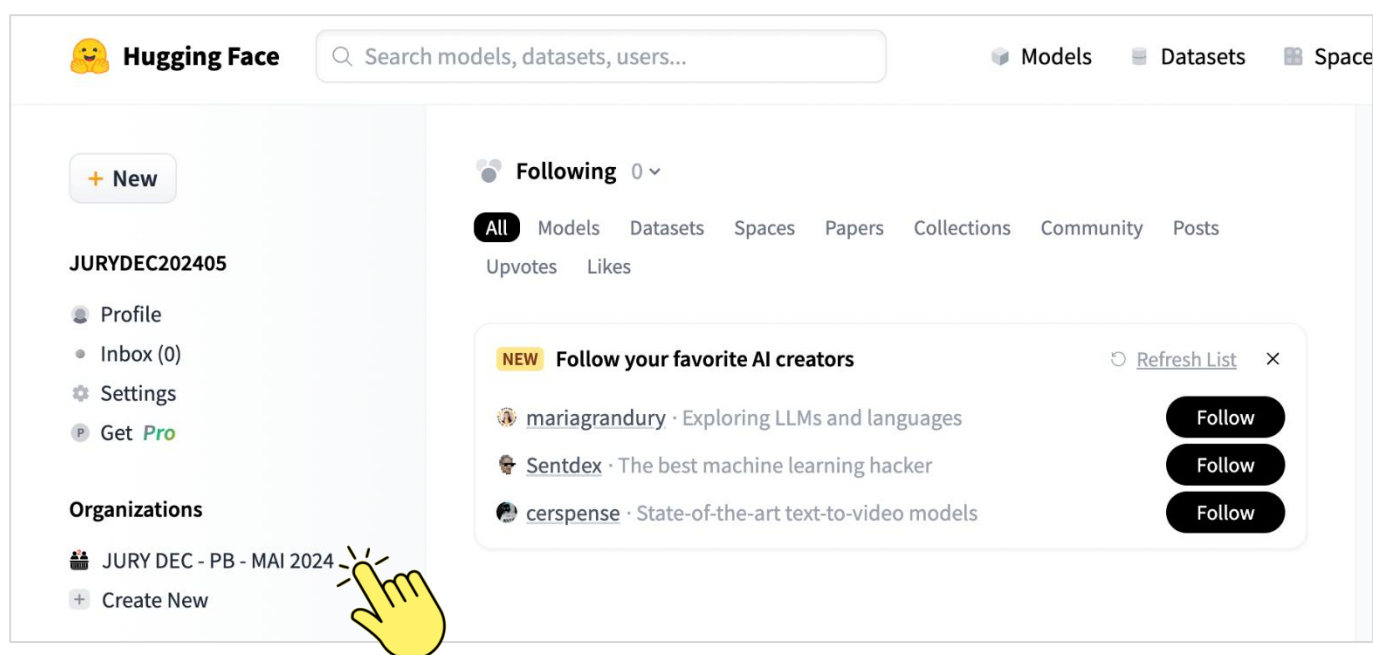 Hugging Face
Search models, datasets, users...
Models
Datasets
Space
+ New
JURYDEC202405
Profile
Inbox (0)
Settings
P Get Pro
Organizations
JURY DEC - PB - MAI 2024
+ Create New
Following 0
All Models Datasets Spaces Papers Collections Community Posts
Upvotes Likes
NEW Follow your favorite AI creators Refresh List ×
mariagrandury · Exploring LLMs and languages Follow
Sentdex · The best machine learning hacker Follow
cerspense · State-of-the-art text-to-video models Follow